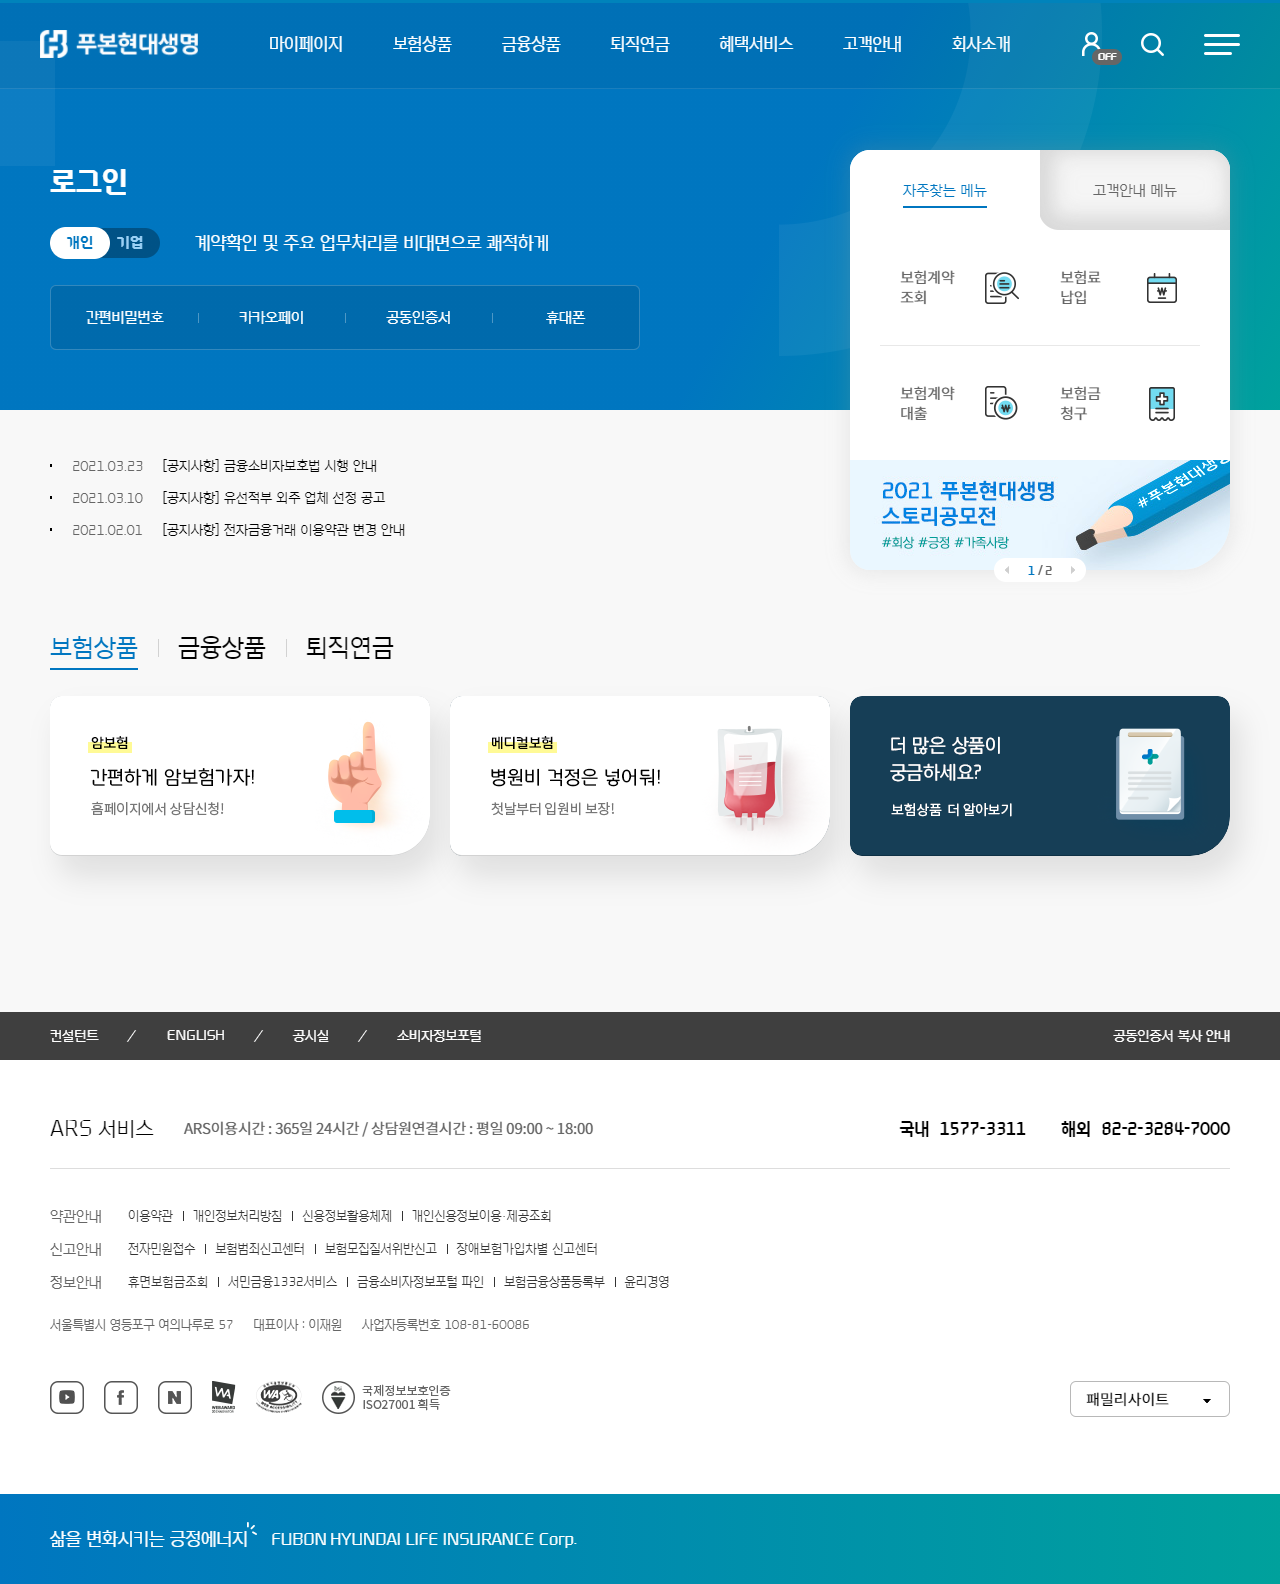 푸본현대생명
마이페이지 보험상품 금융상품 퇴직연금 혜택서비스 고객안내 회사소개
OFF
로그인
개인 기업 계약확인 및 주요 업무처리를 비대면으로 쾌적하게
간편비밀번호 카카오페이 공동인증서 휴대폰
자주찾는 메뉴 고객안내 메뉴
보험계약 조회
보험료 납입
보험계약 대출
보험금 청구
2021.03.23 [공지사항] 금융소비자보호법 시행 안내
2021.03.10 [공지사항] 유선적부 외주 업체 선정 공고
2021.02.01 [공지사항] 전자금융거래 이용약관 변경 안내
2021 푸본현대생명
스토리공모전
#회상 #긍정 #가족사랑
#푸본현대생명
1 / 2
보험상품 금융상품 퇴직연금
암보험
간편하게 암보험가자!
홈페이지에서 상담신청!
메디컬보험
병원비 걱정은 넣어둬!
첫날부터 입원비 보장!
더 많은 상품이
궁금하세요?
보험상품 더 알아보기
컨설턴트 / ENGLISH / 공시실 / 소비자정보포털 공동인증서 복사 안내
ARS 서비스 ARS이용시간 : 365일 24시간 / 상담원연결시간 : 평일 09:00 ~ 18:00 국내 1577-3311 해외 82-2-3284-7000
약관안내 이용약관 개인정보처리방침 신용정보활용체제 개인신용정보이용·제공조회
신고안내 전자민원접수 보험범죄신고센터 보험모집질서위반신고 장애보험가입차별 신고센터
정보안내 휴면보험금조회 서민금융1332서비스 금융소비자정보포털 파인 보험금융상품등록부 윤리경영
서울특별시 영등포구 여의나루로 57 대표이사 : 이재원 사업자등록번호 108-81-60086
N WA WA 국제정보보호인증
ISO27001 획득
패밀리사이트
삶을 변화시키는 긍정에너지 FUBON HYUNDAI LIFE INSURANCE Corp.